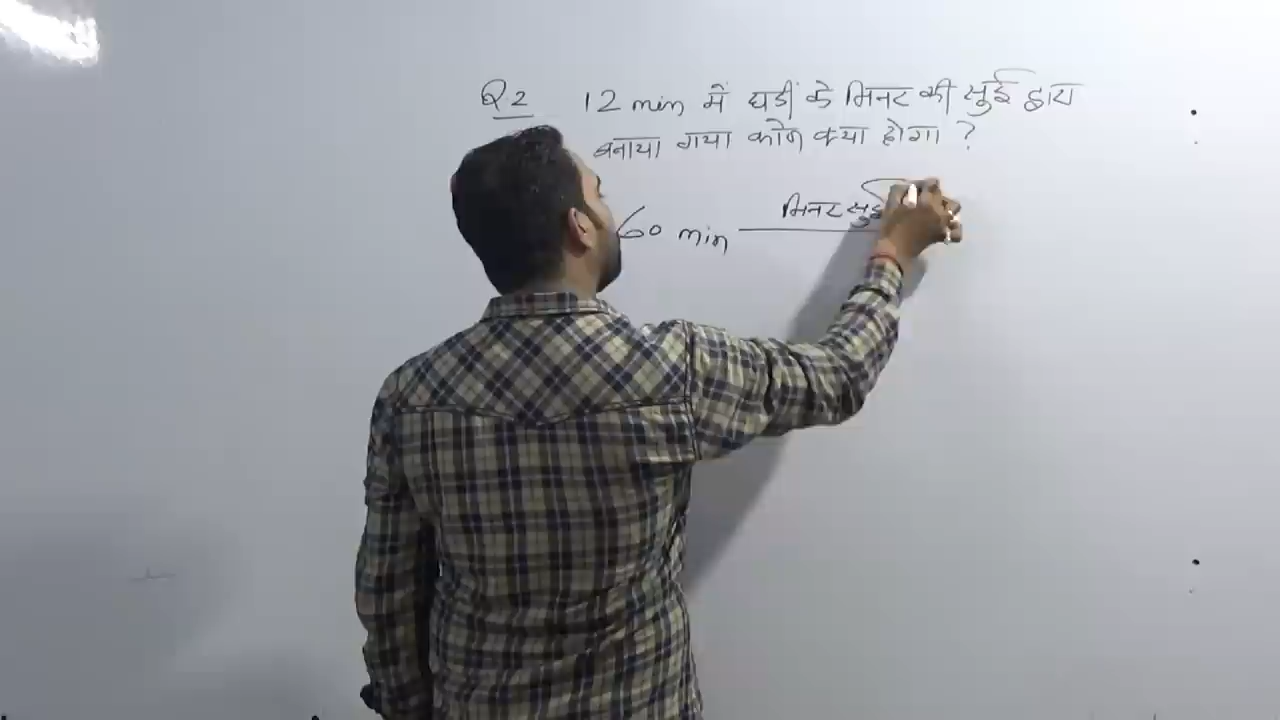 Q2 12 min में घडीं के मिनट की सुई द्वारा
बनाया गया कोण क्या होगा ?
60 min मिनट सुई